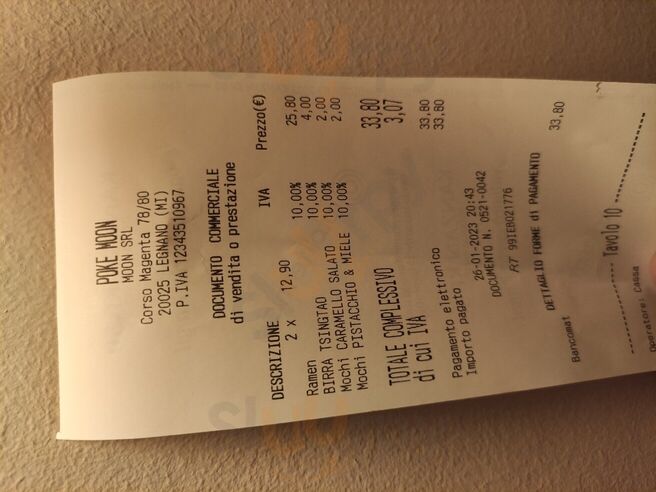 POKE MOON
MOON SRL
Corso Magenta 78/80
20025 LEGNANO (MI)
P.IVA 12343510967
DOCUMENTO COMMERCIALE
di vendita o prestazione
DESCRIZIONE IVA Prezzo(€)
2 x 12,90
Ramen 10,00% 25,80
BIRRA TSINGTAO 10,00% 4,00
Mochi CARAMELLO SALATO 10,00% 2,00
Mochi PISTACCHIO & MIELE 10,00% 2,00
TOTALE COMPLESSIVO 33,80
di cui IVA 3,07
Pagamento elettronico 33,80
Importo pagato 33,80
26-01-2023 20:43
DOCUMENTO N. 0521-0042
RT 99IEB021776
DETTAGLIO FORME di PAGAMENTO
Bancomat 33,80
Tavolo 10
Operatore: Cassa